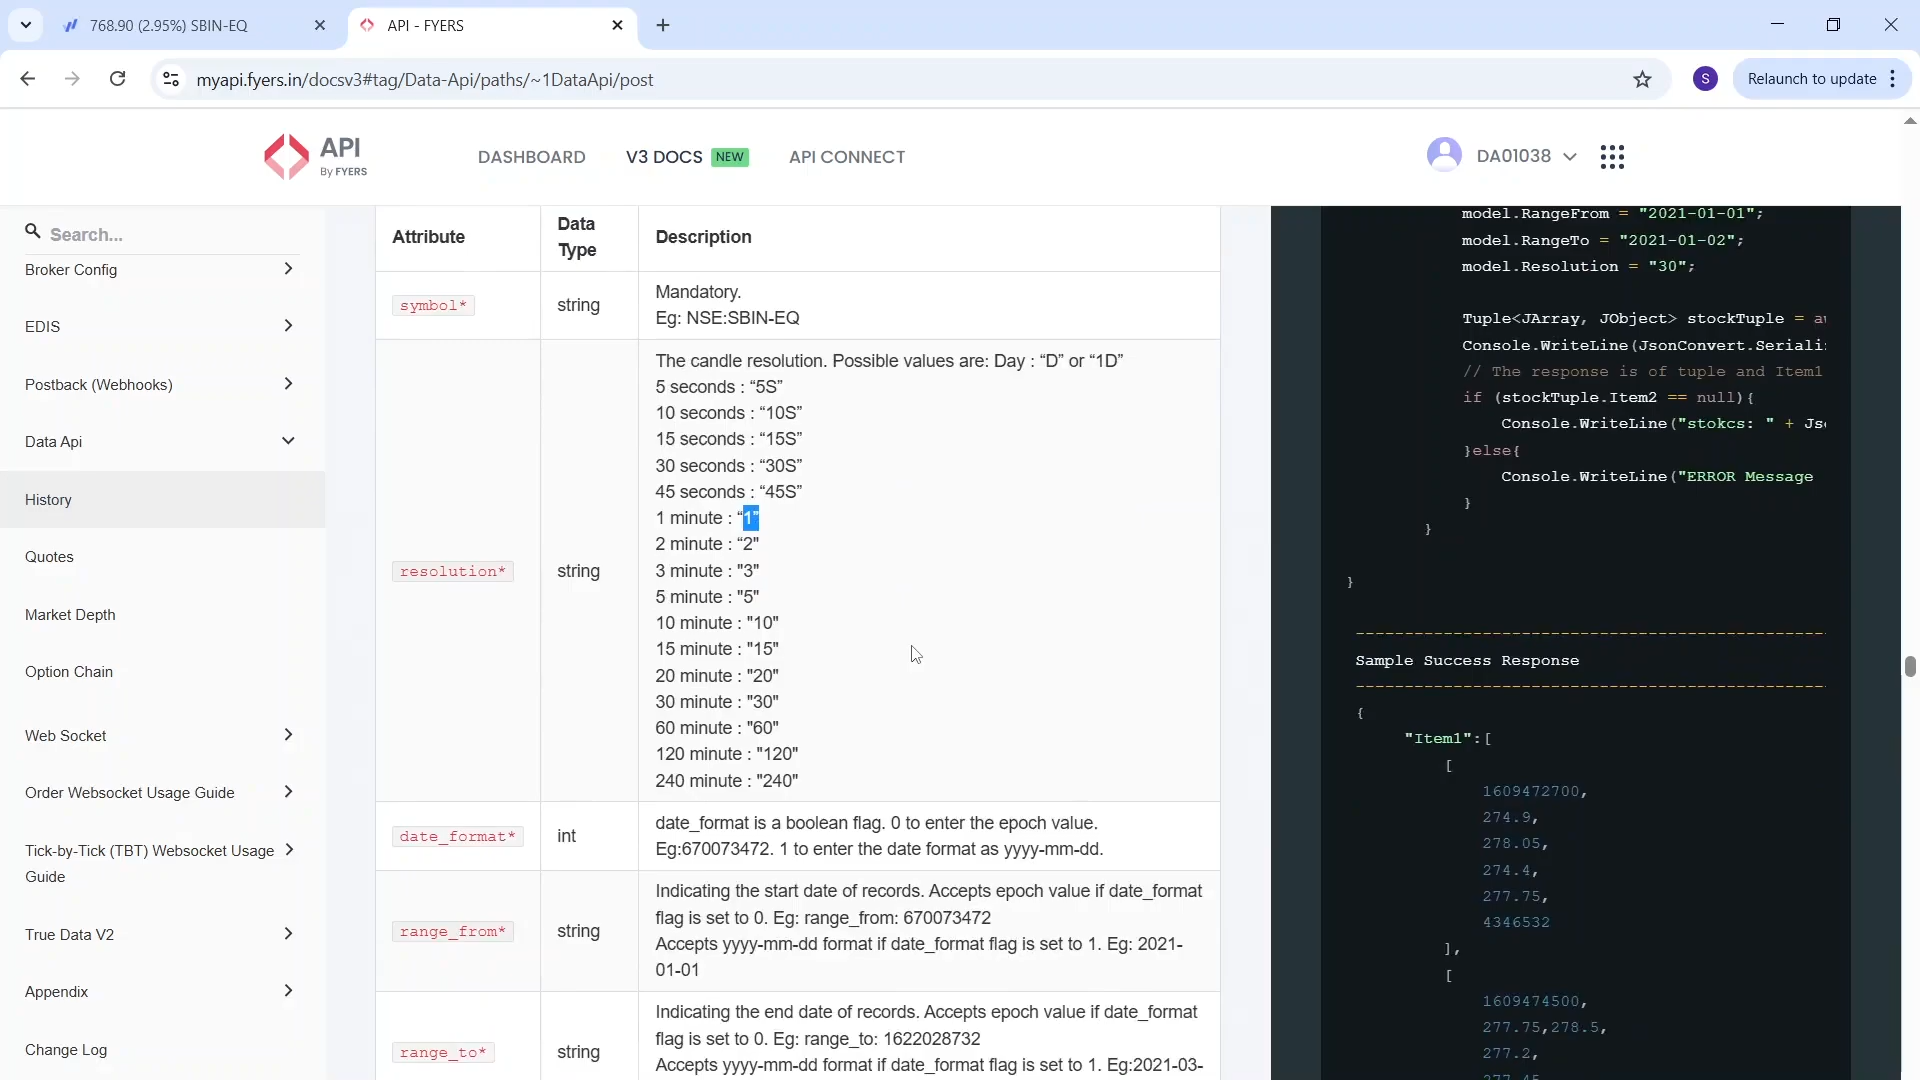 768.90 (2.95%) SBIN-EQ
API - FYERS
myapi.fyers.in/docsv3#tag/Data-Api/paths/~1DataApi/post
S
Relaunch to update
API
By FYERS
DASHBOARD
V3 DOCS NEW
API CONNECT
DA01038
Search...
Broker Config
EDIS
Postback (Webhooks)
Data Api
History
Quotes
Market Depth
Option Chain
Web Socket
Order Websocket Usage Guide
Tick-by-Tick (TBT) Websocket Usage
Guide
True Data V2
Appendix
Change Log
Attribute
Data
Type
Description
symbol*
string
Mandatory.
Eg: NSE:SBIN-EQ
resolution*
string
The candle resolution. Possible values are: Day : “D” or “1D”
5 seconds : “5S”
10 seconds : “10S”
15 seconds : “15S”
30 seconds : “30S”
45 seconds : “45S”
1 minute : “1”
2 minute : “2"
3 minute : "3"
5 minute : "5"
10 minute : "10"
15 minute : "15"
20 minute : "20"
30 minute : "30"
60 minute : "60"
120 minute : "120"
240 minute : "240"
date_format*
int
date_format is a boolean flag. 0 to enter the epoch value.
Eg:670073472. 1 to enter the date format as yyyy-mm-dd.
range_from*
string
Indicating the start date of records. Accepts epoch value if date_format
flag is set to 0. Eg: range_from: 670073472
Accepts yyyy-mm-dd format if date_format flag is set to 1. Eg: 2021-
01-01
range_to*
string
Indicating the end date of records. Accepts epoch value if date_format
flag is set to 0. Eg: range_to: 1622028732
Accepts yyyy-mm-dd format if date_format flag is set to 1. Eg:2021-03-
model.RangeFrom = "2021-01-01";
model.RangeTo = "2021-01-02";
model.Resolution = "30";
Tuple<JArray, JObject> stockTuple = aw
Console.WriteLine(JsonConvert.Seriali
// The response is of tuple and Item1
if (stockTuple.Item2 == null){
Console.WriteLine("stokcs: " + Jso
}else{
Console.WriteLine("ERROR Message
}
}
}
--------------------------------------------------
Sample Success Response
--------------------------------------------------
{
"Item1":[
[
1609472700,
274.9,
278.05,
274.4,
277.75,
4346532
],
[
1609474500,
277.75,278.5,
277.2,